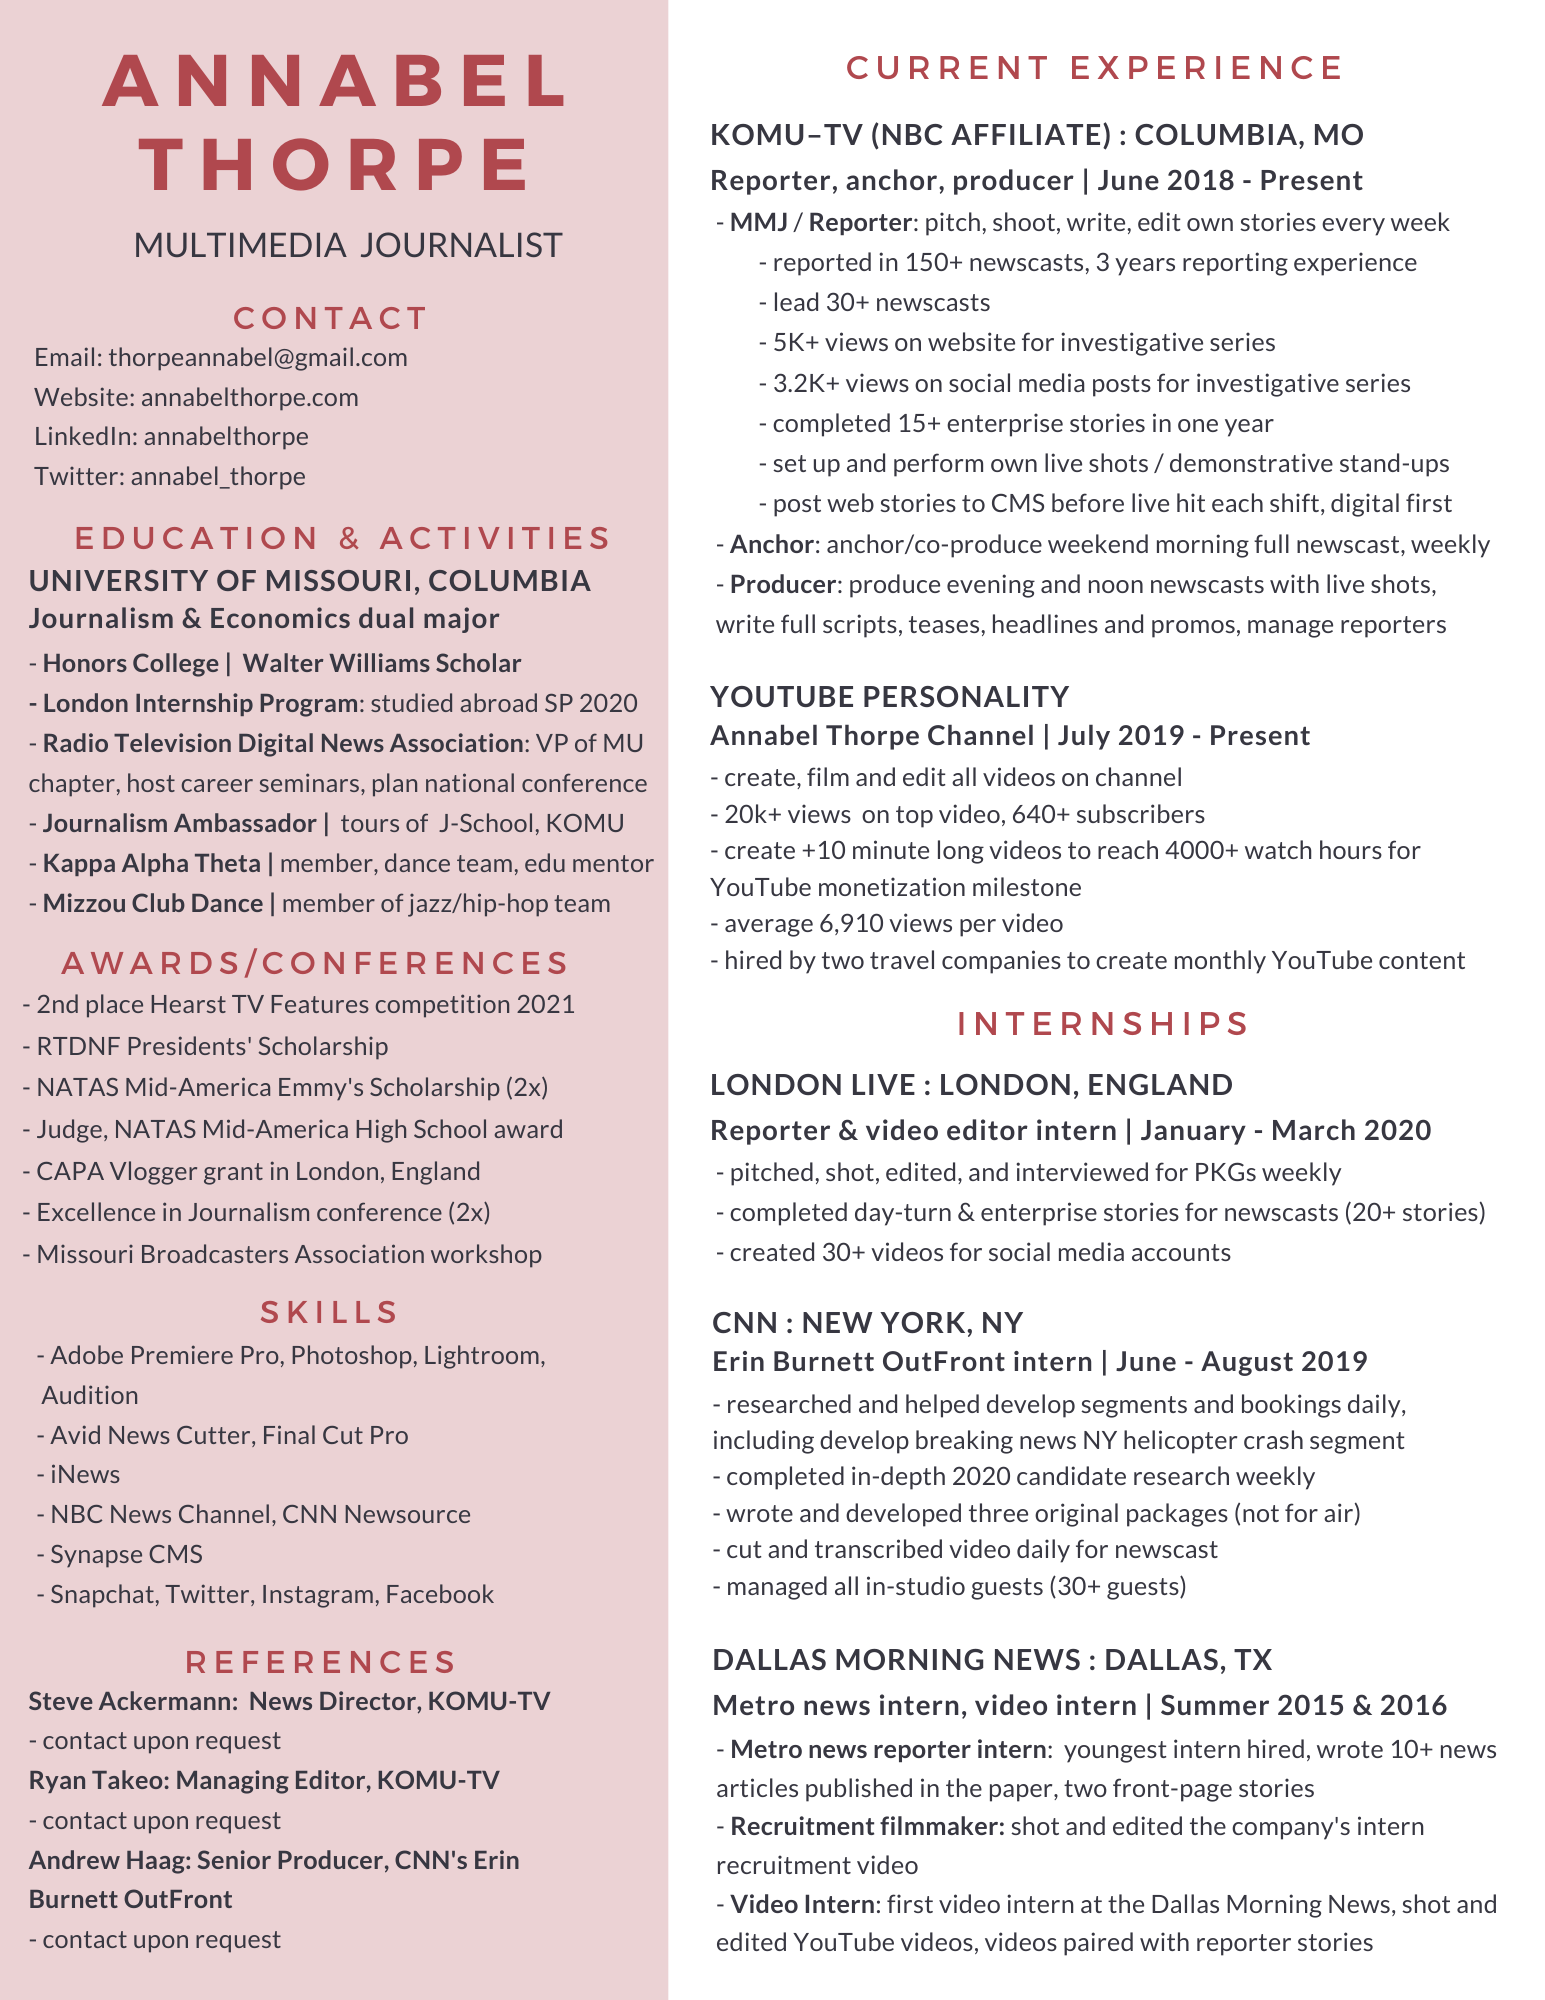 ANNABEL
THORPE
MULTIMEDIA JOURNALIST
CONTACT
Email: thorpeannabel@gmail.com
Website: annabelthorpe.com
LinkedIn: annabelthorpe
Twitter: annabel_thorpe
EDUCATION & ACTIVITIES
UNIVERSITY OF MISSOURI, COLUMBIA
Journalism & Economics dual major
- Honors College | Walter Williams Scholar
- London Internship Program: studied abroad SP 2020
- Radio Television Digital News Association: VP of MU
chapter, host career seminars, plan national conference
- Journalism Ambassador | tours of J-School, KOMU
- Kappa Alpha Theta | member, dance team, edu mentor
- Mizzou Club Dance | member of jazz/hip-hop team
AWARDS/CONFERENCES
- 2nd place Hearst TV Features competition 2021
- RTDNF Presidents' Scholarship
- NATAS Mid-America Emmy's Scholarship (2x)
- Judge, NATAS Mid-America High School award
- CAPA Vlogger grant in London, England
- Excellence in Journalism conference (2x)
- Missouri Broadcasters Association workshop
SKILLS
- Adobe Premiere Pro, Photoshop, Lightroom,
Audition
- Avid News Cutter, Final Cut Pro
- iNews
- NBC News Channel, CNN Newsource
- Synapse CMS
- Snapchat, Twitter, Instagram, Facebook
REFERENCES
Steve Ackermann: News Director, KOMU-TV
- contact upon request
Ryan Takeo: Managing Editor, KOMU-TV
- contact upon request
Andrew Haag: Senior Producer, CNN's Erin
Burnett OutFront
- contact upon request
CURRENT EXPERIENCE
KOMU–TV (NBC AFFILIATE) : COLUMBIA, MO
Reporter, anchor, producer | June 2018 - Present
- MMJ / Reporter: pitch, shoot, write, edit own stories every week
- reported in 150+ newscasts, 3 years reporting experience
- lead 30+ newscasts
- 5K+ views on website for investigative series
- 3.2K+ views on social media posts for investigative series
- completed 15+ enterprise stories in one year
- set up and perform own live shots / demonstrative stand-ups
- post web stories to CMS before live hit each shift, digital first
- Anchor: anchor/co-produce weekend morning full newscast, weekly
- Producer: produce evening and noon newscasts with live shots,
write full scripts, teases, headlines and promos, manage reporters
YOUTUBE PERSONALITY
Annabel Thorpe Channel | July 2019 - Present
- create, film and edit all videos on channel
- 20k+ views on top video, 640+ subscribers
- create +10 minute long videos to reach 4000+ watch hours for
YouTube monetization milestone
- average 6,910 views per video
- hired by two travel companies to create monthly YouTube content
INTERNSHIPS
LONDON LIVE : LONDON, ENGLAND
Reporter & video editor intern | January - March 2020
- pitched, shot, edited, and interviewed for PKGs weekly
- completed day-turn & enterprise stories for newscasts (20+ stories)
- created 30+ videos for social media accounts
CNN : NEW YORK, NY
Erin Burnett OutFront intern | June - August 2019
- researched and helped develop segments and bookings daily,
including develop breaking news NY helicopter crash segment
- completed in-depth 2020 candidate research weekly
- wrote and developed three original packages (not for air)
- cut and transcribed video daily for newscast
- managed all in-studio guests (30+ guests)
DALLAS MORNING NEWS : DALLAS, TX
Metro news intern, video intern | Summer 2015 & 2016
- Metro news reporter intern: youngest intern hired, wrote 10+ news
articles published in the paper, two front-page stories
- Recruitment filmmaker: shot and edited the company's intern
recruitment video
- Video Intern: first video intern at the Dallas Morning News, shot and
edited YouTube videos, videos paired with reporter stories